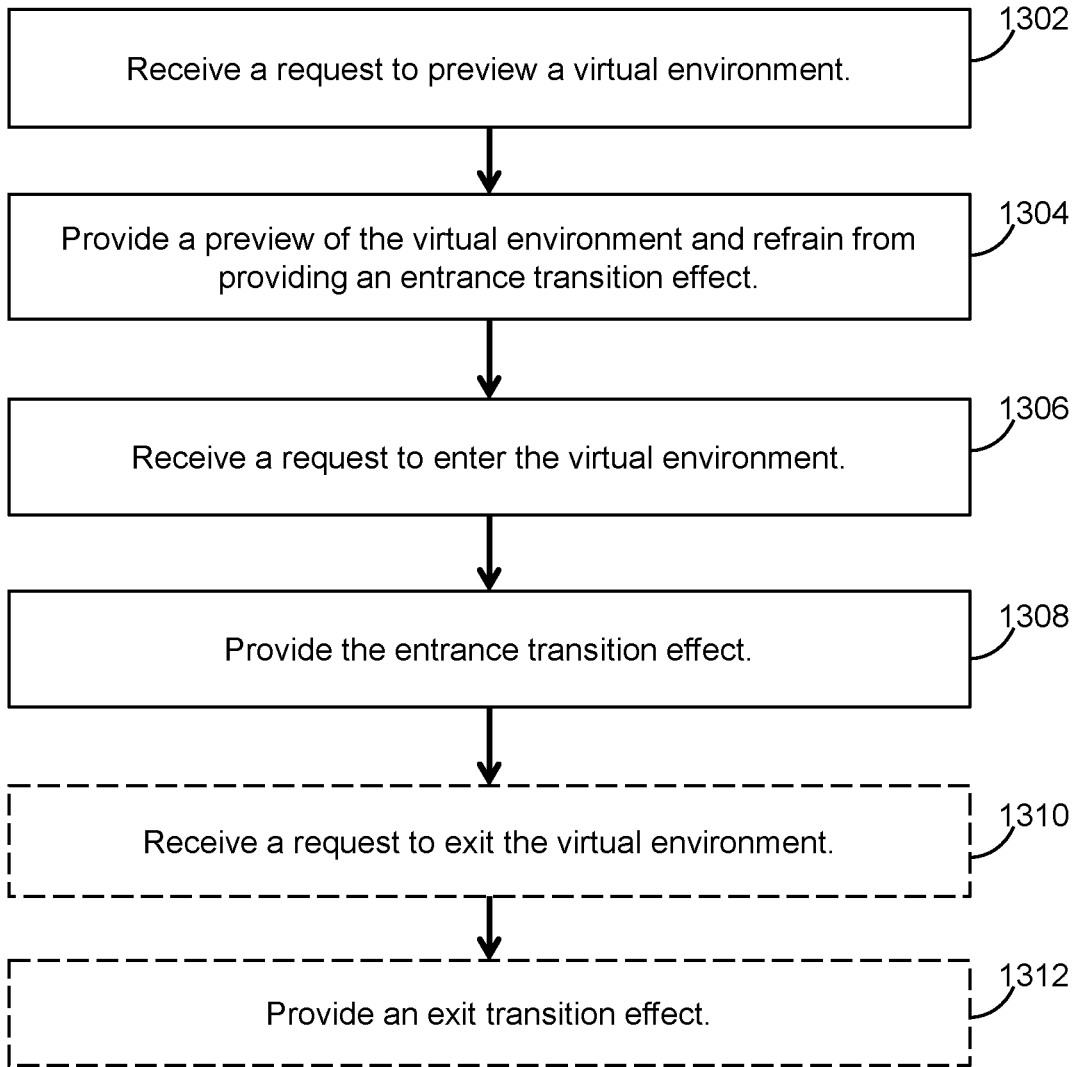 1302
Receive a request to preview a virtual environment.
1304
Provide a preview of the virtual environment and refrain from
providing an entrance transition effect.
1306
Receive a request to enter the virtual environment.
1308
Provide the entrance transition effect.
1310
Receive a request to exit the virtual environment.
1312
Provide an exit transition effect.